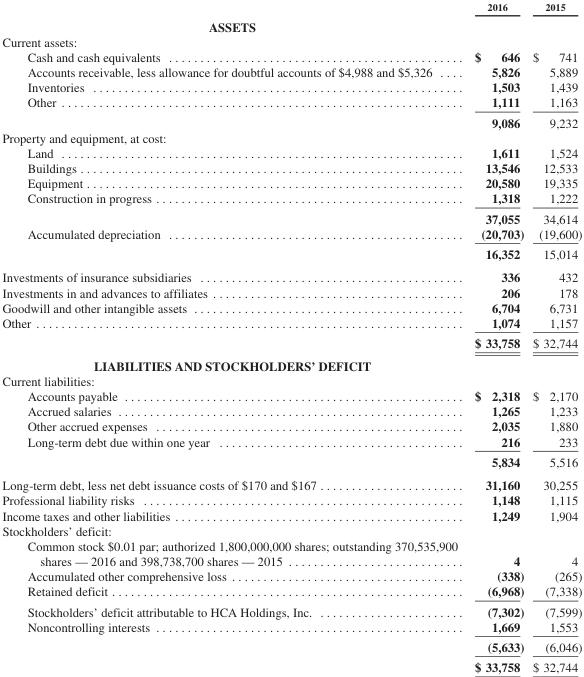 2016 2015
ASSETS
Current assets:
Cash and cash equivalents $ 646 $ 741
Accounts receivable, less allowance for doubtful accounts of $4,988 and $5,326 5,826 5,889
Inventories 1,503 1,439
Other 1,111 1,163
9,086 9,232
Property and equipment, at cost:
Land 1,611 1,524
Buildings 13,546 12,533
Equipment 20,580 19,335
Construction in progress 1,318 1,222
37,055 34,614
Accumulated depreciation (20,703) (19,600)
16,352 15,014
Investments of insurance subsidiaries 336 432
Investments in and advances to affiliates 206 178
Goodwill and other intangible assets 6,704 6,731
Other 1,074 1,157
$ 33,758 $ 32,744
LIABILITIES AND STOCKHOLDERS' DEFICIT
Current liabilities:
Accounts payable $ 2,318 $ 2,170
Accrued salaries 1,265 1,233
Other accrued expenses 2,035 1,880
Long-term debt due within one year 216 233
5,834 5,516
Long-term debt, less net debt issuance costs of $170 and $167 31,160 30,255
Professional liability risks 1,148 1,115
Income taxes and other liabilities 1,249 1,904
Stockholders' deficit:
Common stock $0.01 par; authorized 1,800,000,000 shares; outstanding 370,535,900
shares — 2016 and 398,738,700 shares — 2015 4 4
Accumulated other comprehensive loss (338) (265)
Retained deficit (6,968) (7,338)
Stockholders' deficit attributable to HCA Holdings, Inc. (7,302) (7,599)
Noncontrolling interests 1,669 1,553
(5,633) (6,046)
$ 33,758 $ 32,744